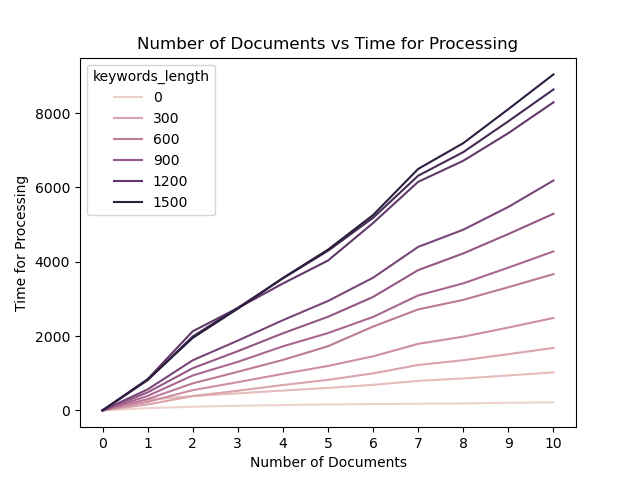 Number of Documents vs Time for Processing
keywords_length
0
300
600
900
1200
1500
Time for Processing
8000
6000
4000
2000
0
0 1 2 3 4 5 6 7 8 9 10
Number of Documents